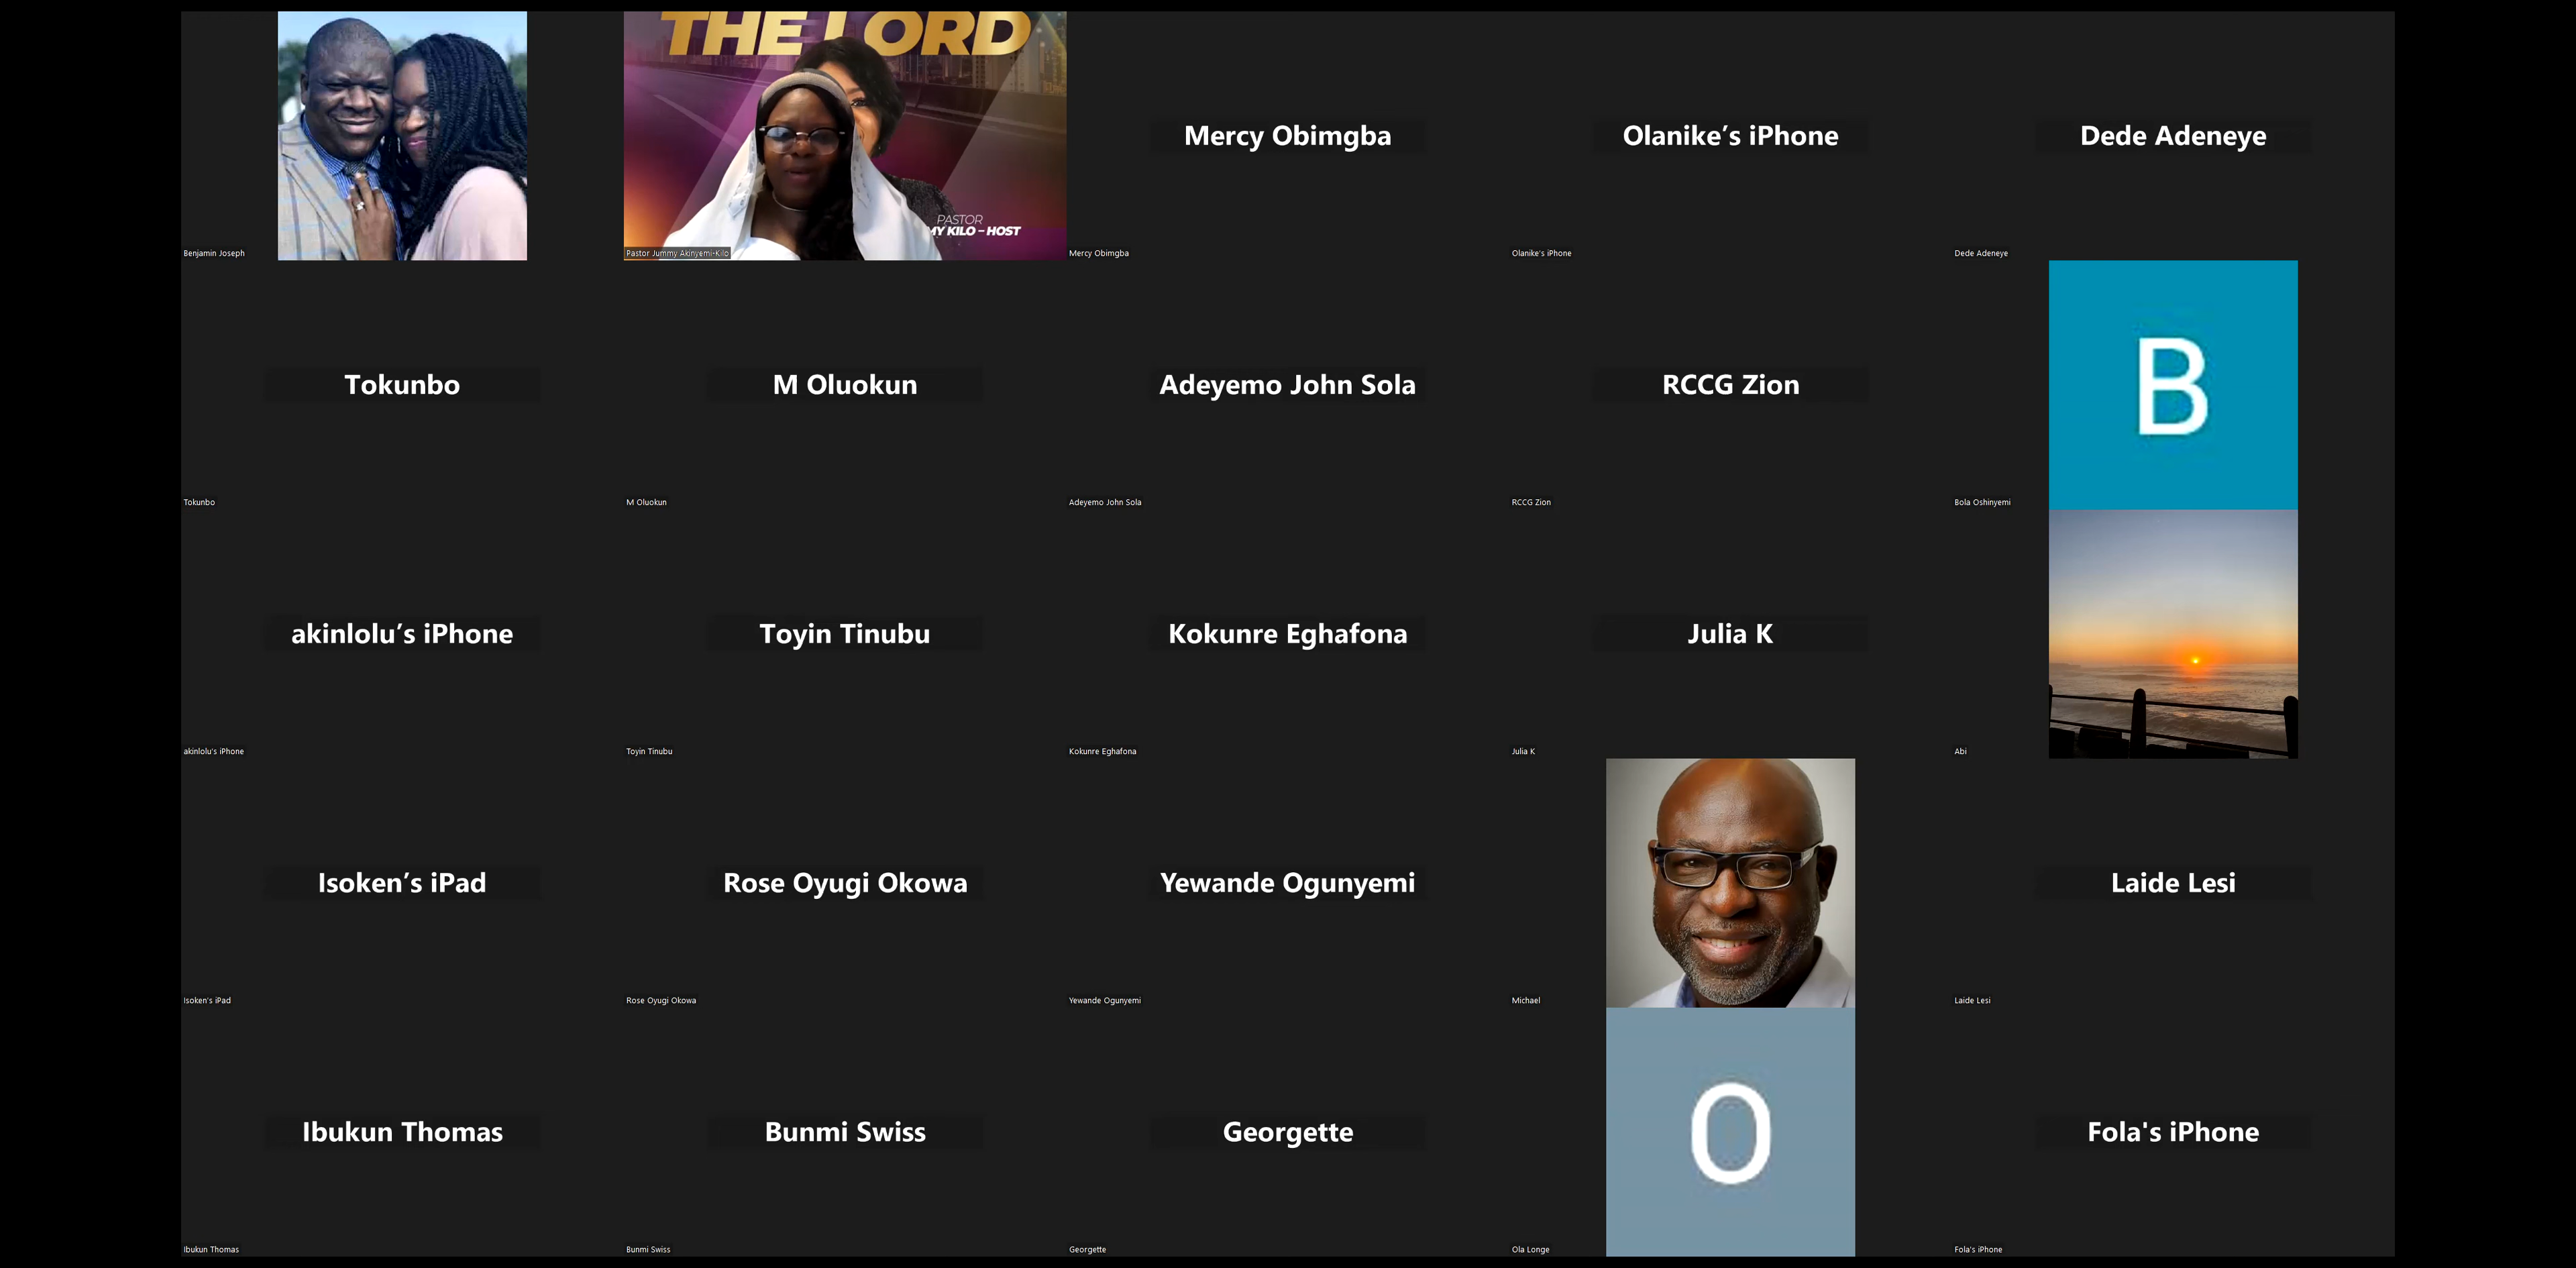 THE LORD
PASTOR
MY KILO – HOST
Benjamin Joseph
Pastor Jummy Akinyemi-Kilo
Mercy Obimgba
Mercy Obimgba
Olanike’s iPhone
Olanike's iPhone
Dede Adeneye
Dede Adeneye
Tokunbo
Tokunbo
M Oluokun
M Oluokun
Adeyemo John Sola
Adeyemo John Sola
RCCG Zion
RCCG Zion
B
Bola Oshinyemi
akinlolu’s iPhone
akinlolu's iPhone
Toyin Tinubu
Toyin Tinubu
Kokunre Eghafona
Kokunre Eghafona
Julia K
Julia K
Abi
Isoken’s iPad
Isoken's iPad
Rose Oyugi Okowa
Rose Oyugi Okowa
Yewande Ogunyemi
Yewande Ogunyemi
Michael
Laide Lesi
Laide Lesi
Ibukun Thomas
Ibukun Thomas
Bunmi Swiss
Bunmi Swiss
Georgette
Georgette
O
Ola Longe
Fola's iPhone
Fola's iPhone